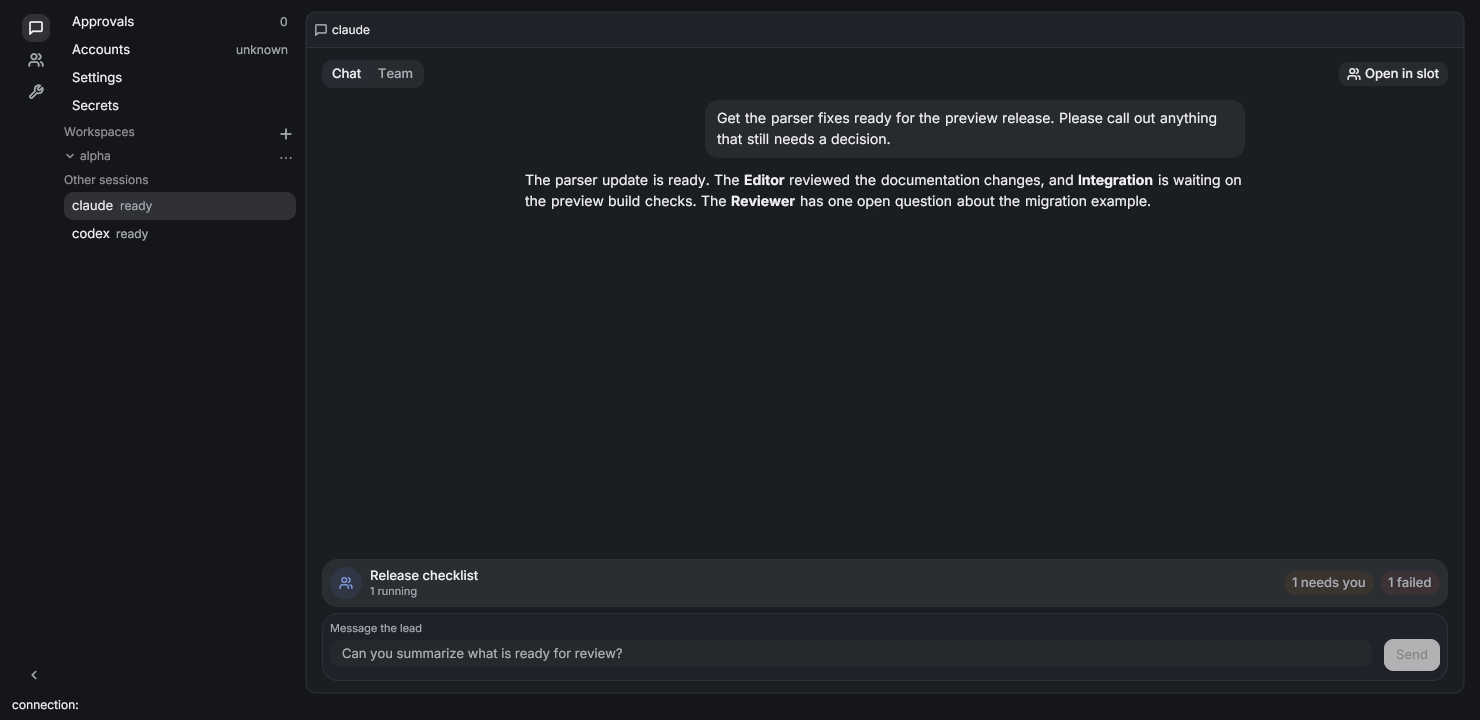 Approvals 0
Accounts unknown
Settings
Secrets
Workspaces
alpha
Other sessions
claude ready
codex ready
connection:
claude
Chat Team
Open in slot
Get the parser fixes ready for the preview release. Please call out anything
that still needs a decision.
The parser update is ready. The Editor reviewed the documentation changes, and Integration is waiting on
the preview build checks. The Reviewer has one open question about the migration example.
Release checklist
1 running
1 needs you 1 failed
Message the lead
Can you summarize what is ready for review?
Send